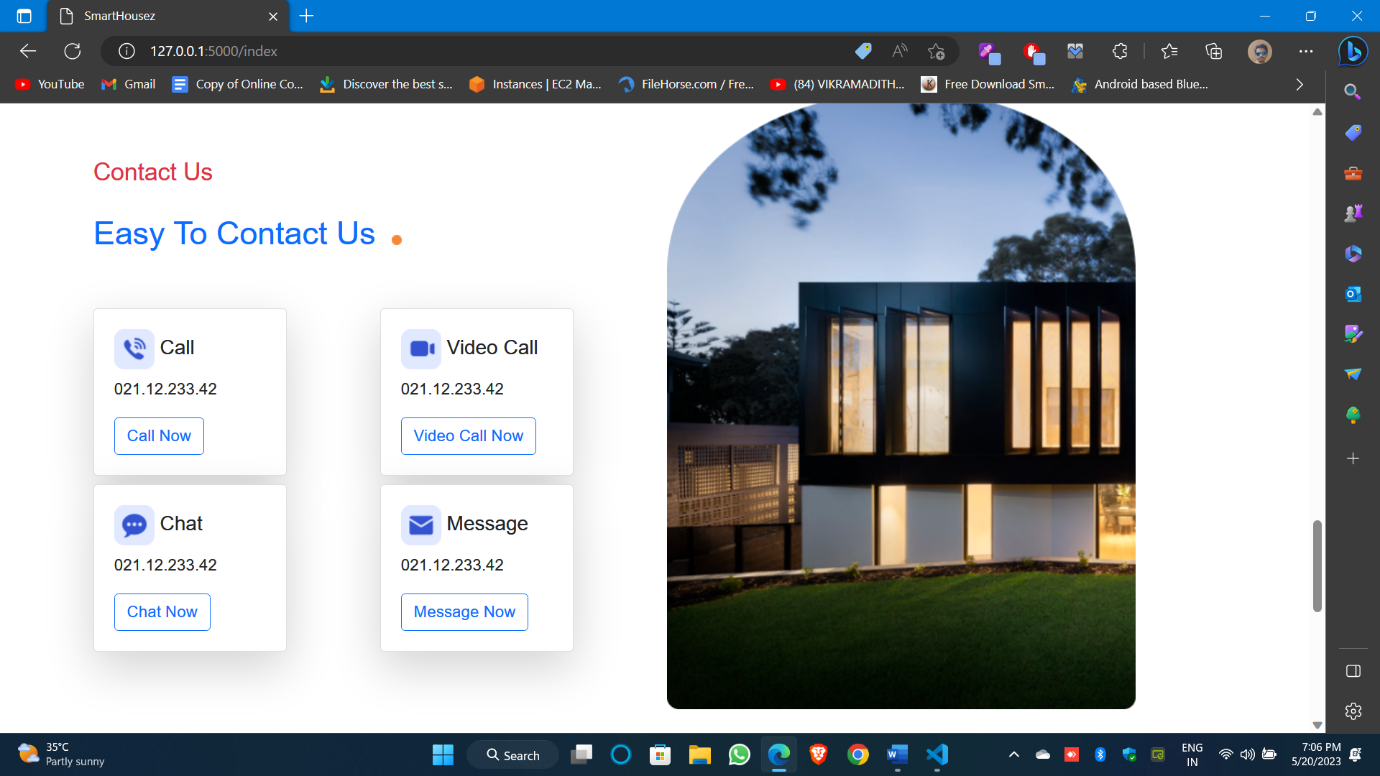 SmartHousez
127.0.0.1:5000/index
YouTube
Gmail
Copy of Online Co...
Discover the best s...
Instances | EC2 Ma...
FileHorse.com / Fre...
(84) VIKRAMADITH...
Free Download Sm...
Android based Blue...
Contact Us
Easy To Contact Us
Call
021.12.233.42
Call Now
Video Call
021.12.233.42
Video Call Now
Chat
021.12.233.42
Chat Now
Message
021.12.233.42
Message Now
35°C
Partly sunny
Search
ENG
IN
7:06 PM
5/20/2023